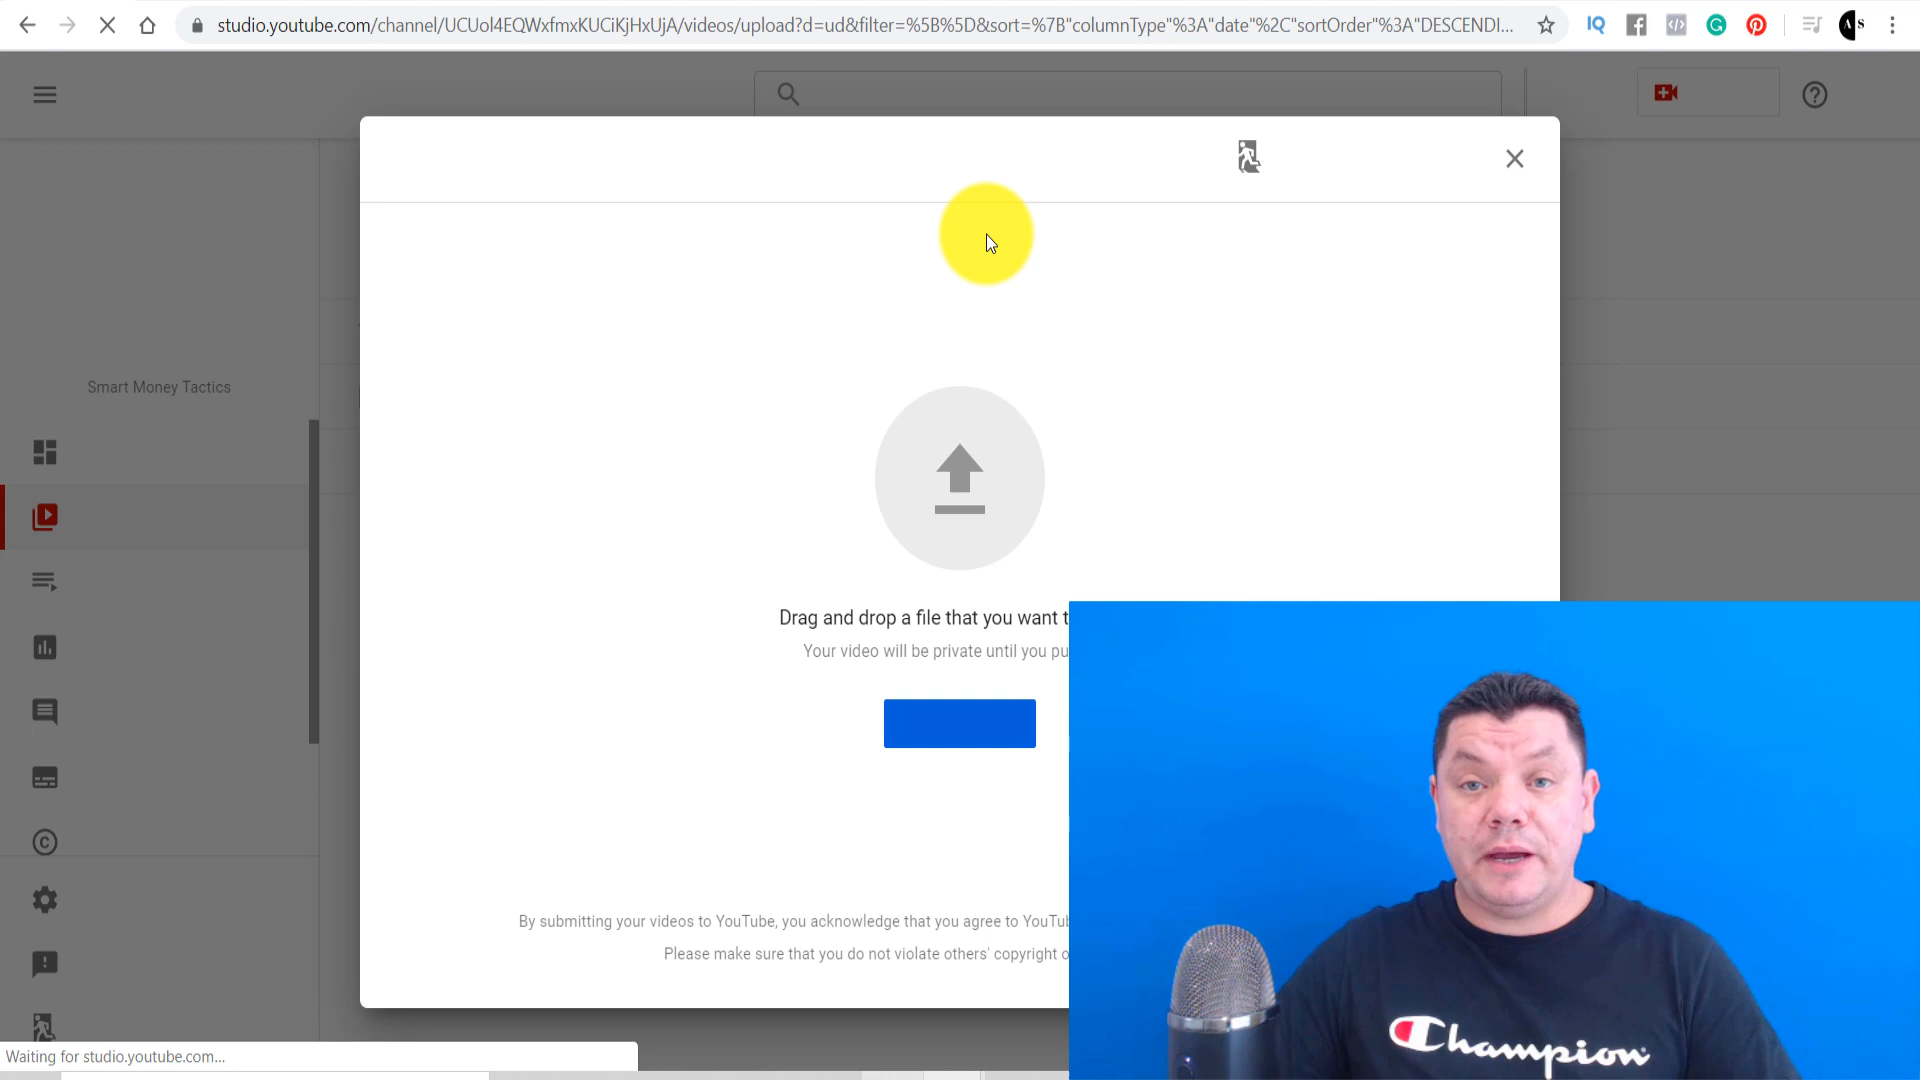 studio.youtube.com/channel/UCUol4EQWxfmxKUCiKjHxUjA/videos/upload?d=ud&filter=%5B%5D&sort=%7B"columnType"%3A"date"%2C"sortOrder"%3A"DESCENDI...
IQ
A S
Smart Money Tactics
Drag and drop a file that you want t
Your video will be private until you pu
By submitting your videos to YouTube, you acknowledge that you agree to YouTub
Please make sure that you do not violate others' copyright o
Champion
Waiting for studio.youtube.com...